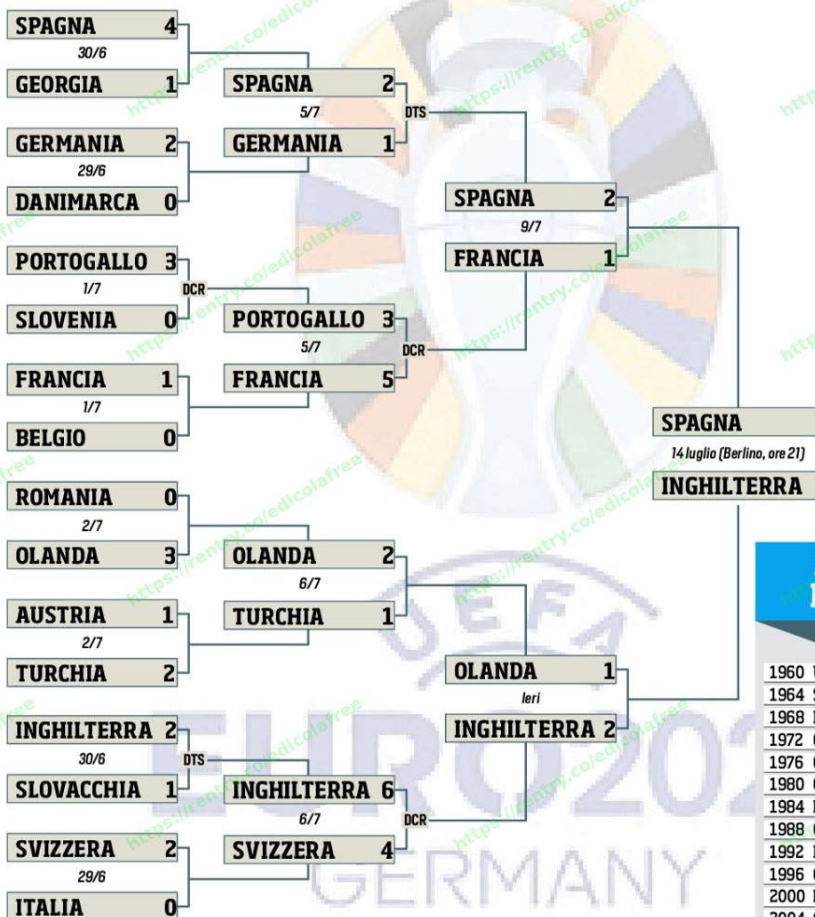 SPAGNA 4
30/6
GEORGIA 1
GERMANIA 2
29/6
DANIMARCA 0
PORTOGALLO 3
1/7
DCR
SLOVENIA 0
FRANCIA 1
1/7
BELGIO 0
ROMANIA 0
2/7
OLANDA 3
AUSTRIA 1
2/7
TURCHIA 2
INGHILTERRA 2
30/6
DTS
SLOVACCHIA 1
SVIZZERA 2
29/6
ITALIA 0
SPAGNA 2
5/7
DTS
GERMANIA 1
PORTOGALLO 3
5/7
DCR
FRANCIA 5
OLANDA 2
6/7
TURCHIA 1
INGHILTERRA 6
6/7
DCR
SVIZZERA 4
SPAGNA 2
9/7
FRANCIA 1
OLANDA 1
Ieri
INGHILTERRA 2
SPAGNA
14 luglio (Berlino, ore 21)
INGHILTERRA
UEFA
EURO202
GERMANY
1960
1964
1968
1972
1976
1980
1984
1988
1992
1996
2000
2004
https://rentry.co/edicolafree